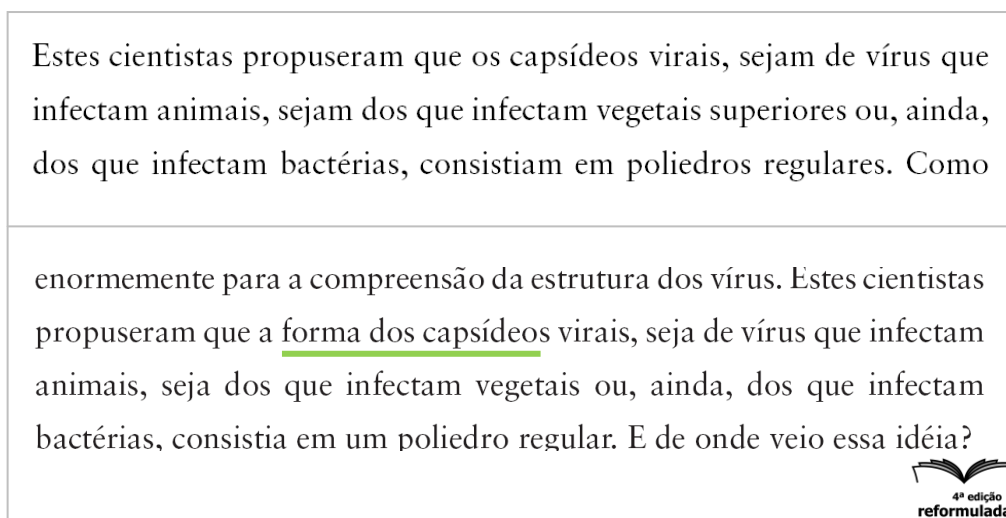 Estes cientistas propuseram que os capsídeos virais, sejam de vírus que
infectam animais, sejam dos que infectam vegetais superiores ou, ainda,
dos que infectam bactérias, consistiam em poliedros regulares. Como
enormemente para a compreensão da estrutura dos vírus. Estes cientistas
propuseram que a forma dos capsídeos virais, seja de vírus que infectam
animais, seja dos que infectam vegetais ou, ainda, dos que infectam
bactérias, consistia em um poliedro regular. E de onde veio essa idéia?
4ª edição
reformulada